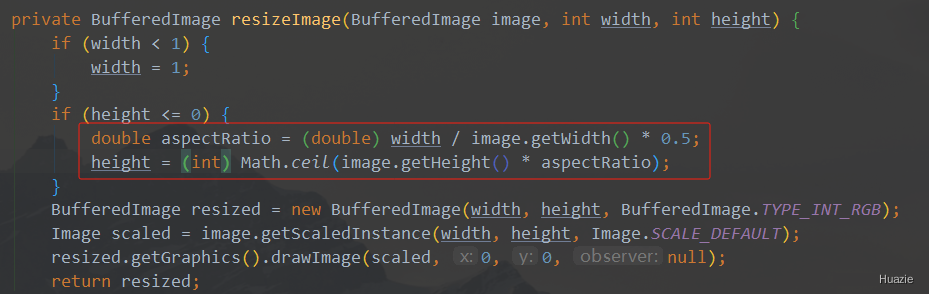 private BufferedImage resizeImage(BufferedImage image, int width, int height) {
    if (width < 1) {
        width = 1;
    }
    if (height <= 0) {
        double aspectRatio = (double) width / image.getWidth() * 0.5;
        height = (int) Math.ceil(image.getHeight() * aspectRatio);
    }
    BufferedImage resized = new BufferedImage(width, height, BufferedImage.TYPE_INT_RGB);
    Image scaled = image.getScaledInstance(width, height, Image.SCALE_DEFAULT);
    resized.getGraphics().drawImage(scaled, x: 0, y: 0, observer: null);
    return resized;
Huazie